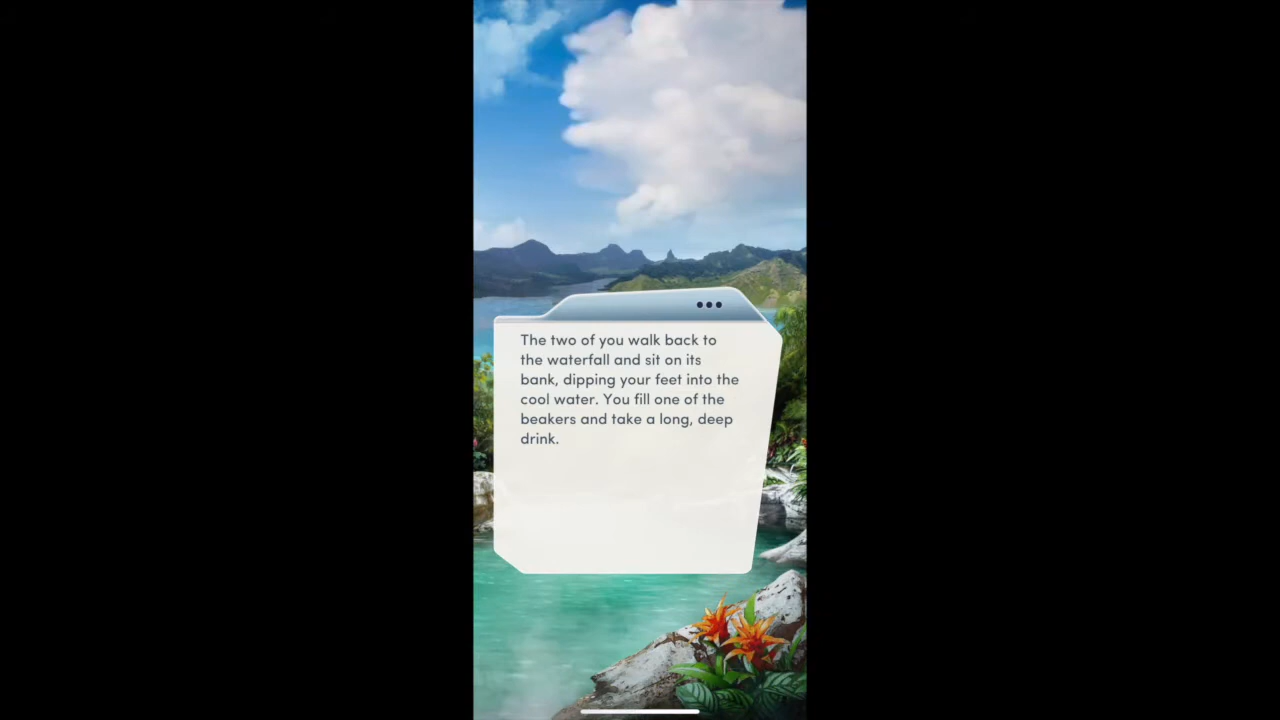 The two of you walk back to
the waterfall and sit on its
bank, dipping your feet into the
cool water. You fill one of the
beakers and take a long, deep
drink.